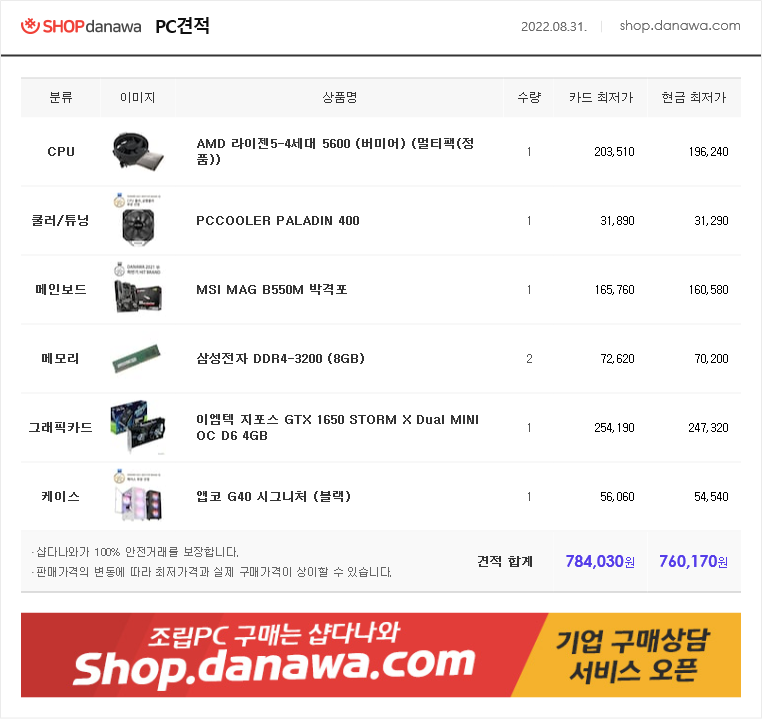 SHOPdanawa PC견적 2022.08.31. shop.danawa.com
분류 이미지 상품명 수량 카드 최저가 현금 최저가
CPU AMD 라이젠5-4세대 5600 (버미어) (멀티팩(정 1 203,510 196,240
품))
쿨러/튜닝 PCCOOLER PALADIN 400 1 31,890 31,290
메인보드 MSI MAG B550M 박격포 1 165,760 160,580
메모리 삼성전자 DDR4-3200 (8GB) 2 72,620 70,200
그래픽카드 이엠텍 지포스 GTX 1650 STORM X Dual MINI 1 254,190 247,320
OC D6 4GB
케이스 앱코 G40 시그니처 (블랙) 1 56,060 54,540
·샵다나와가 100% 안전거래를 보장합니다.
·판매가격의 변동에 따라 최저가격과 실제 구매가격이 상이할 수 있습니다.
견적 합계 784,030원 760,170원
조립PC 구매는 샵다나와
Shop.danawa.com
기업 구매상담
서비스 오픈